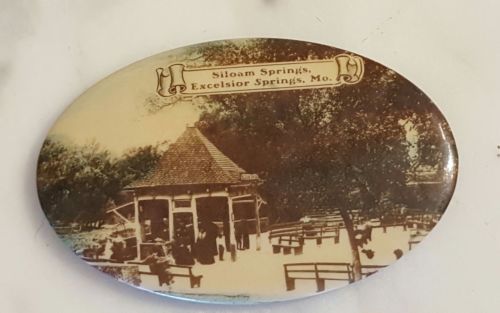 Siloam Springs,
Excelsior Springs, Mo.